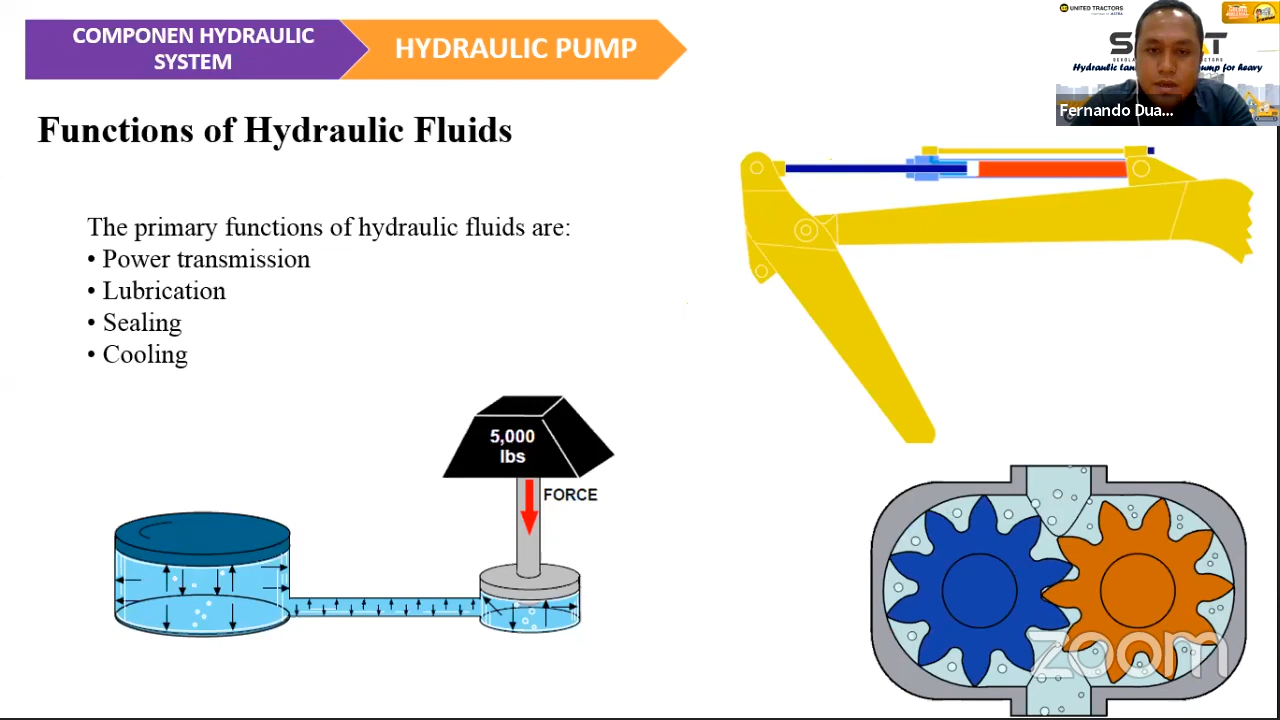 COMPONEN HYDRAULIC
SYSTEM
HYDRAULIC PUMP
UNITED TRACTORS
Fernando Dua...
Functions of Hydraulic Fluids
The primary functions of hydraulic fluids are:
• Power transmission
• Lubrication
• Sealing
• Cooling
5,000
lbs
FORCE
zoom